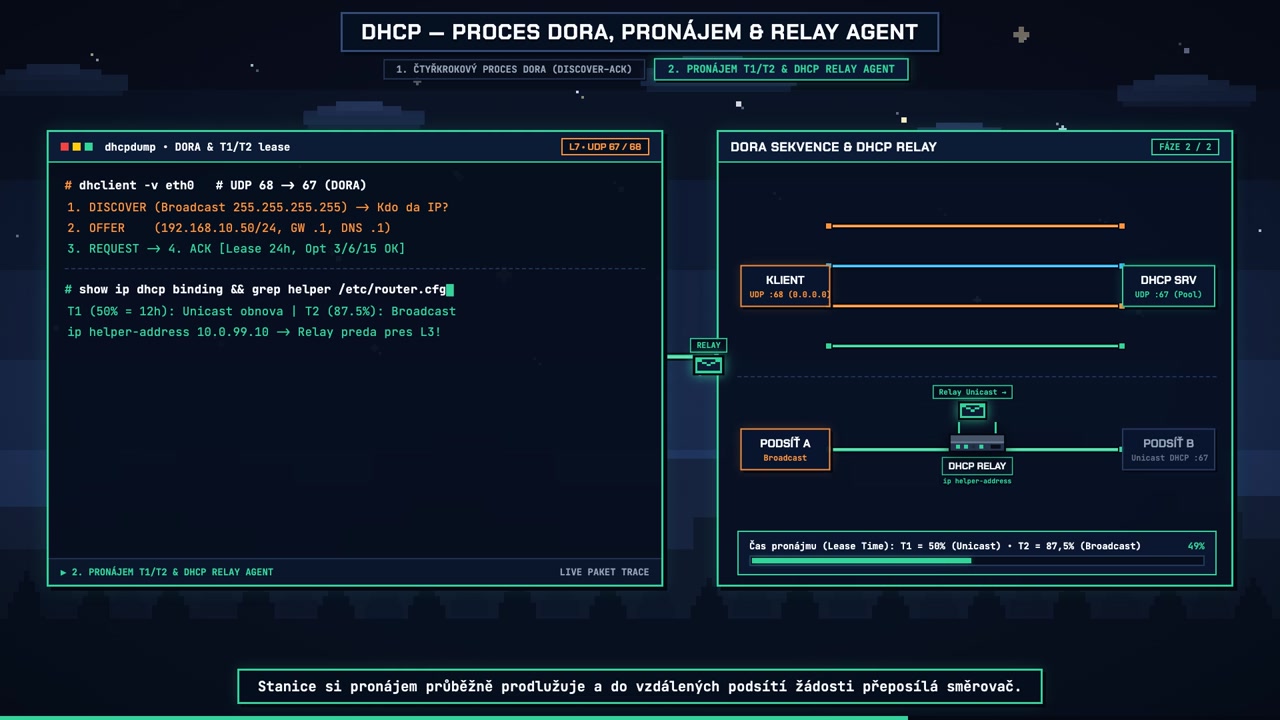 DHCP – PROCES DORA, PRONÁJEM & RELAY AGENT
1. ČTYŘKROKOVÝ PROCES DORA (DISCOVER–ACK)
2. PRONÁJEM T1/T2 & DHCP RELAY AGENT
dhcpdump • DORA & T1/T2 lease
L7 • UDP 67 / 68
# dhclient -v eth0   # UDP 68 -> 67 (DORA)
1. DISCOVER (Broadcast 255.255.255.255) -> Kdo da IP?
2. OFFER    (192.168.10.50/24, GW .1, DNS .1)
3. REQUEST -> 4. ACK [Lease 24h, Opt 3/6/15 OK]
# show ip dhcp binding && grep helper /etc/router.cfg
T1 (50% = 12h): Unicast obnova | T2 (87.5%): Broadcast
ip helper-address 10.0.99.10 -> Relay preda pres L3!
▶ 2. PRONÁJEM T1/T2 & DHCP RELAY AGENT
LIVE PAKET TRACE
RELAY
DORA SEKVENCE & DHCP RELAY
FÁZE 2 / 2
KLIENT
UDP :68 (0.0.0.0)
DHCP SRV
UDP :67 (Pool)
Relay Unicast →
PODSÍŤ A
Broadcast
DHCP RELAY
ip helper-address
PODSÍŤ B
Unicast DHCP :67
Čas pronájmu (Lease Time): T1 = 50% (Unicast) • T2 = 87,5% (Broadcast)
49%
Stanice si pronájem průběžně prodlužuje a do vzdálených podsítí žádosti přeposílá směrovač.